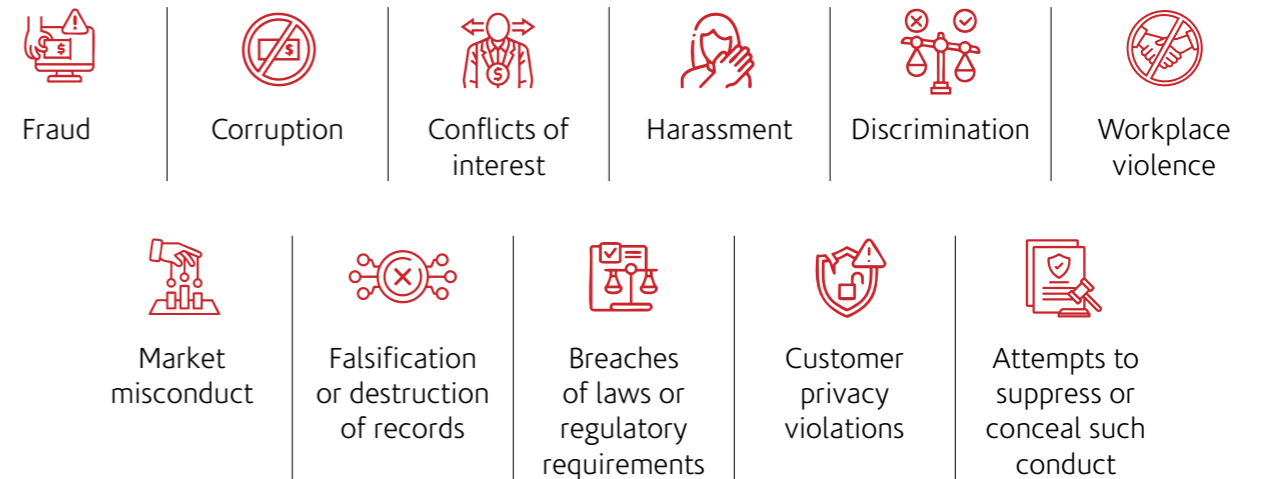 Fraud
Corruption
Conflicts of
interest
Harassment
Discrimination
Workplace
violence
Market
misconduct
Falsification
or destruction
of records
Breaches
of laws or
regulatory
requirements
Customer
privacy
violations
Attempts to
suppress or
conceal such
conduct